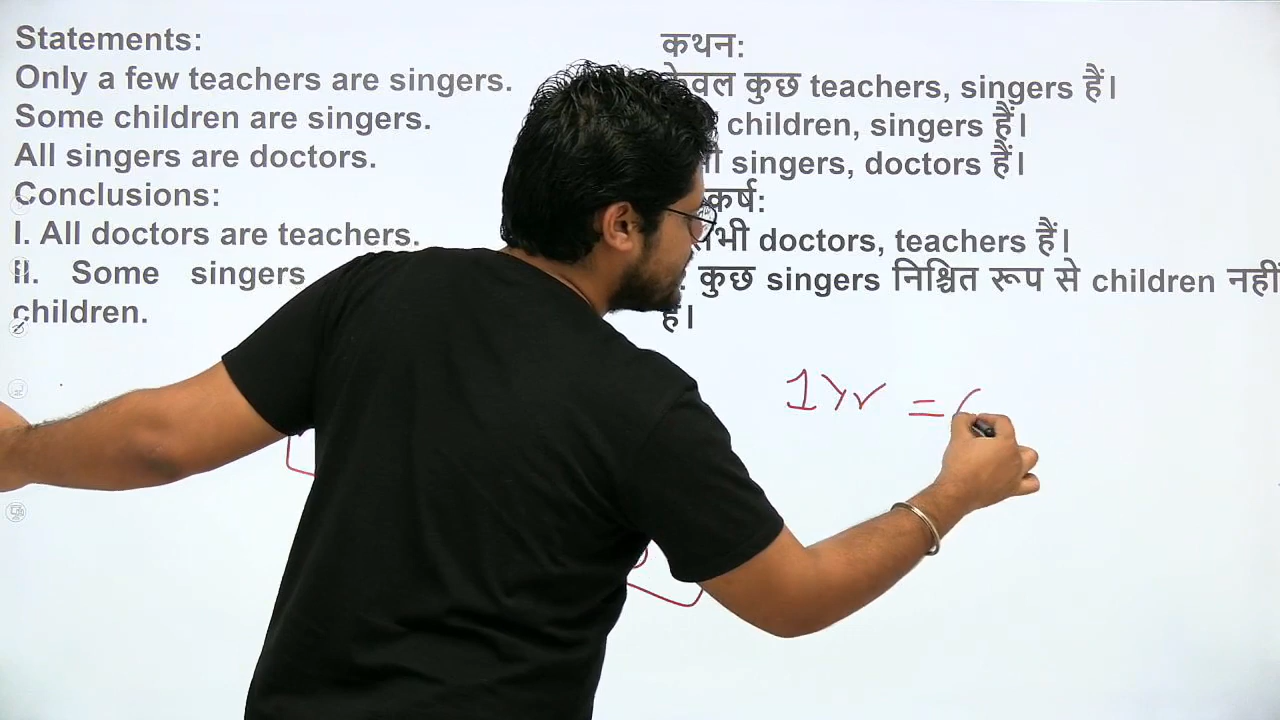 Statements:
Only a few teachers are singers.
Some children are singers.
All singers are doctors.
Conclusions:
I. All doctors are teachers.
II. Some singers
children.
कथन:
कुछ teachers, singers हैं।
children, singers हैं।
singers, doctors हैं।
doctors, teachers हैं।
कुछ singers निश्चित रूप से children नहीं
हैं।
1 Yr =